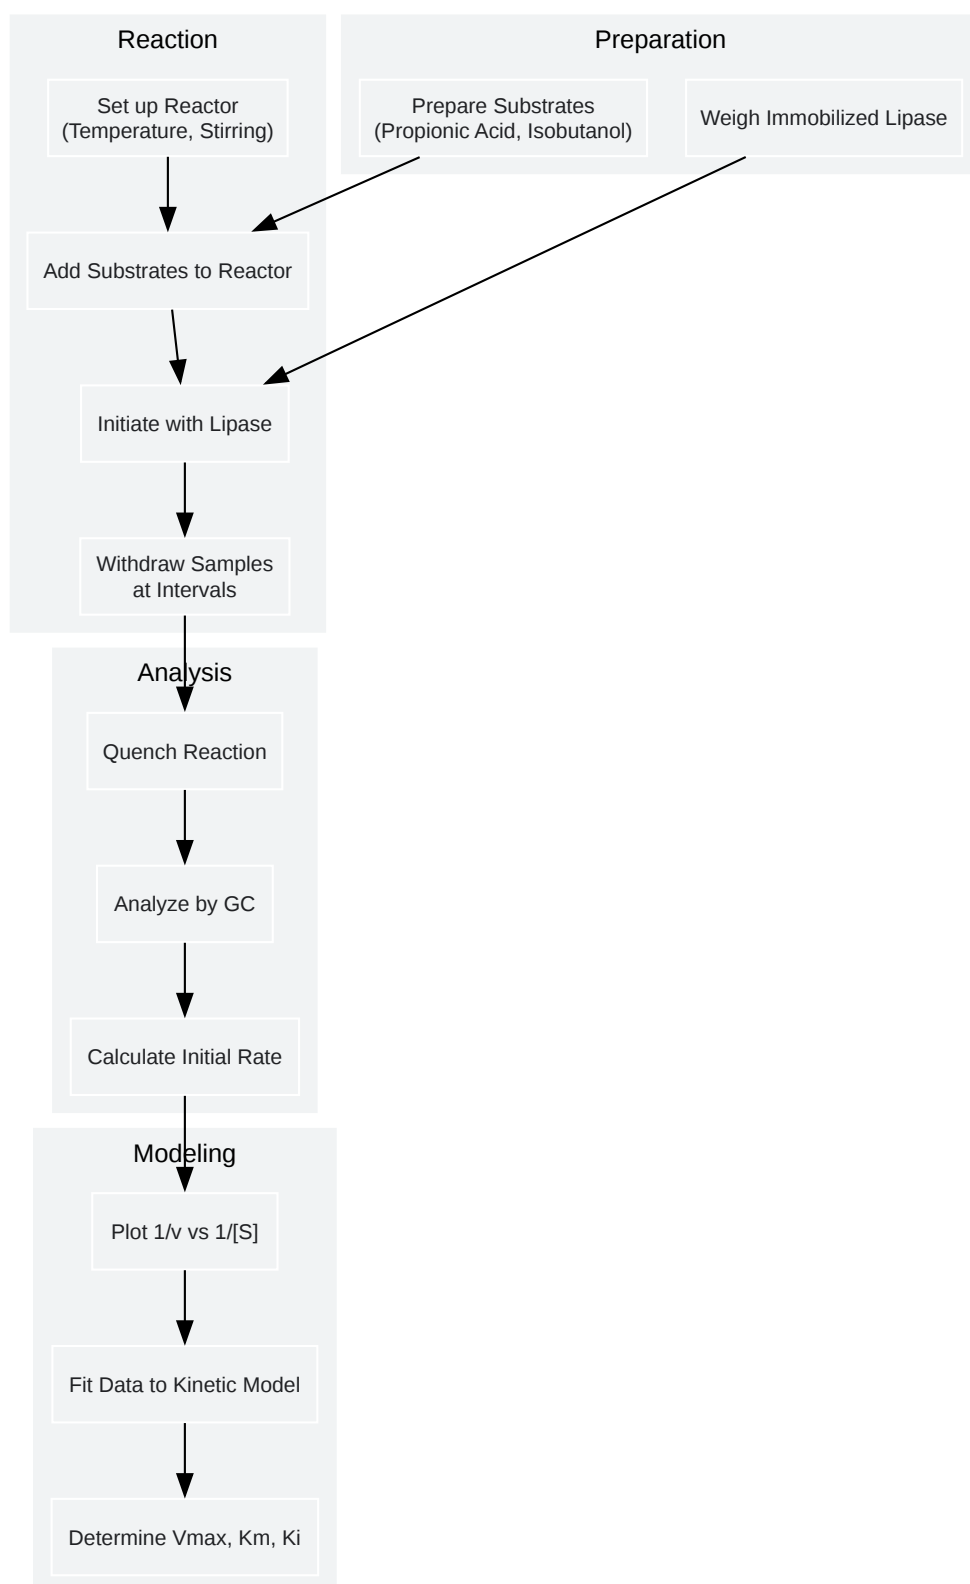 Reaction
Preparation
Set up Reactor
(Temperature, Stirring)
Prepare Substrates
(Propionic Acid, Isobutanol)
Weigh Immobilized Lipase
Add Substrates to Reactor
Initiate with Lipase
Withdraw Samples
at Intervals
Analysis
Quench Reaction
Analyze by GC
Calculate Initial Rate
Modeling
Plot 1/v vs 1/[S]
Fit Data to Kinetic Model
Determine Vmax, Km, Ki